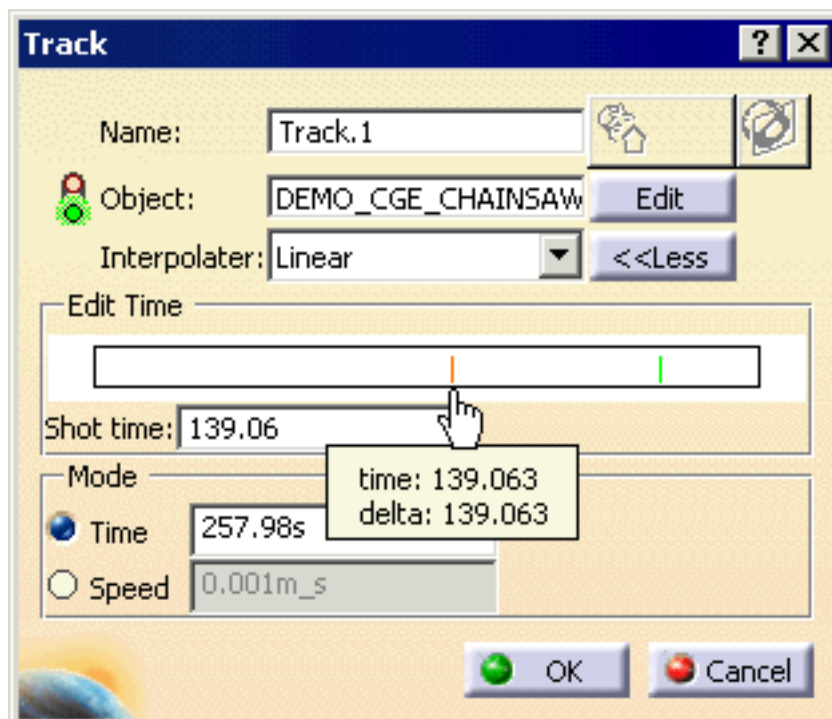 Track
Name: Track.1
Object: DEMO_CGE_CHAINSAW Edit
Interpolater: Linear <<Less
Edit Time
Shot time: 139.06
time: 139.063
delta: 139.063
Mode
Time 257.98s
Speed 0.001m_s
OK Cancel